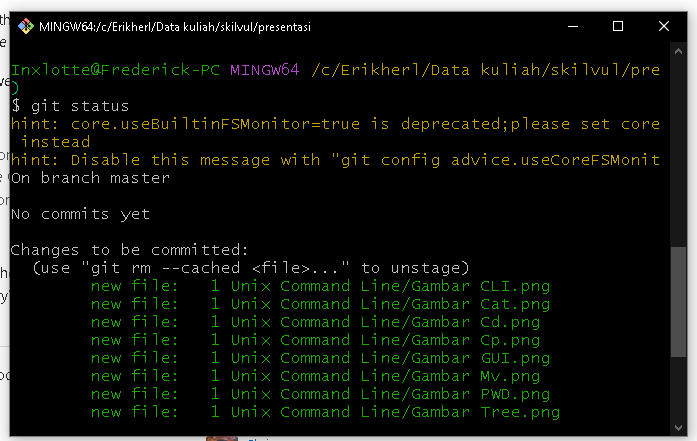 MINGW64:/c/Erikherl/Data kuliah/skilvul/presentasi
Inxlotte@Frederick-PC MINGW64 /c/Erikherl/Data kuliah/skilvul/pre
)
$ git status
hint: core.useBuiltinFSMonitor=true is deprecated;please set core
instead
hint: Disable this message with "git config advice.useCoreFSMonit
On branch master
No commits yet
Changes to be committed:
(use "git rm --cached <file>..." to unstage)
new file:   1 Unix Command Line/Gambar CLI.png
new file:   1 Unix Command Line/Gambar Cat.png
new file:   1 Unix Command Line/Gambar Cd.png
new file:   1 Unix Command Line/Gambar Cp.png
new file:   1 Unix Command Line/Gambar GUI.png
new file:   1 Unix Command Line/Gambar Mv.png
new file:   1 Unix Command Line/Gambar PWD.png
new file:   1 Unix Command Line/Gambar Tree.png